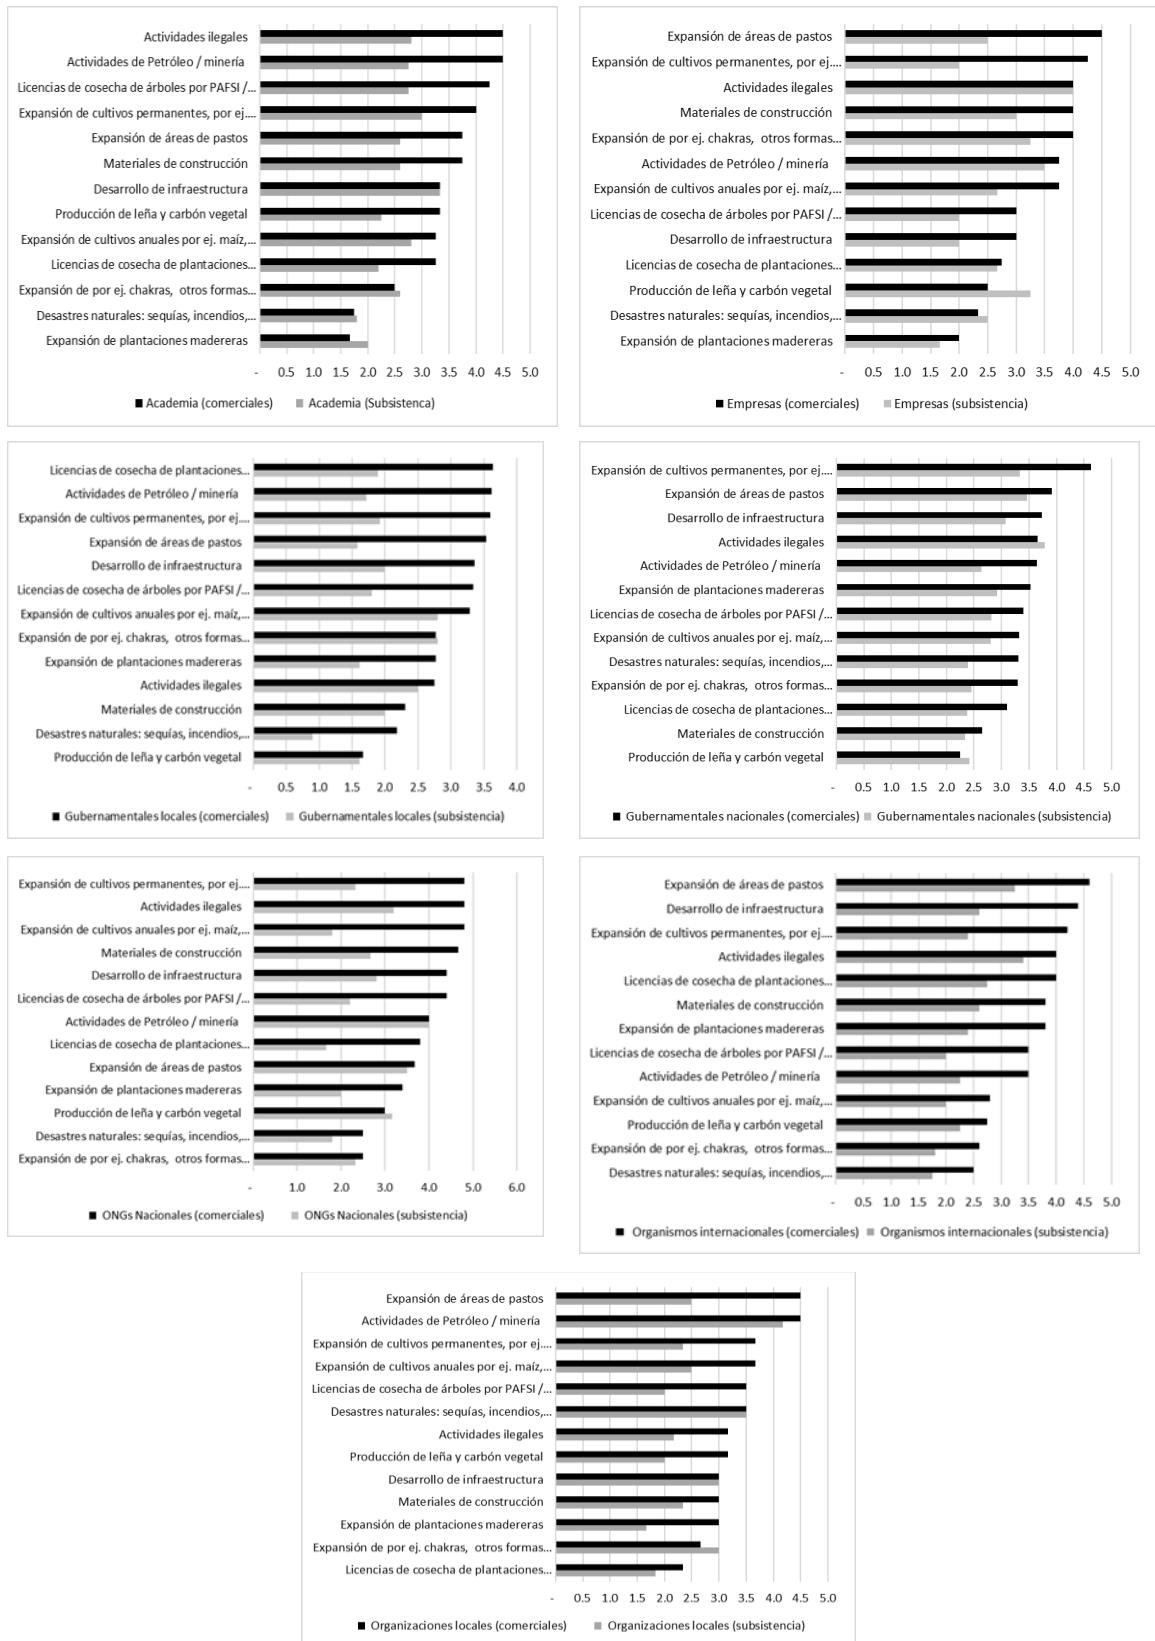 Actividades ilegales
Actividades de Petróleo / minería
Licencias de cosecha de árboles por PAFSI /...
Expansión de cultivos permanentes, por ej....
Expansión de áreas de pastos
Materiales de construcción
Desarrollo de infraestructura
Producción de leña y carbón vegetal
Expansión de cultivos anuales por ej. maíz,...
Licencias de cosecha de plantaciones...
Expansión de por ej. chakras, otros formas...
Desastres naturales: sequías, incendios,...
Expansión de plantaciones madereras
- 0.5 1.0 1.5 2.0 2.5 3.0 3.5 4.0 4.5 5.0
Academia (comerciales) Academia (Subsistenca)
Expansión de áreas de pastos
Expansión de cultivos permanentes, por ej....
Actividades ilegales
Materiales de construcción
Expansión de por ej. chakras, otros formas...
Actividades de Petróleo / minería
Expansión de cultivos anuales por ej. maíz,...
Licencias de cosecha de árboles por PAFSI /...
Desarrollo de infraestructura
Licencias de cosecha de plantaciones...
Producción de leña y carbón vegetal
Desastres naturales: sequías, incendios,...
Expansión de plantaciones madereras
- 0.5 1.0 1.5 2.0 2.5 3.0 3.5 4.0 4.5 5.0
Empresas (comerciales) Empresas (subsistencia)
Licencias de cosecha de plantaciones...
Actividades de Petróleo / minería
Expansión de cultivos permanentes, por ej....
Expansión de áreas de pastos
Desarrollo de infraestructura
Licencias de cosecha de árboles por PAFSI /...
Expansión de cultivos anuales por ej. maíz,...
Expansión de por ej. chakras, otros formas...
Expansión de plantaciones madereras
Actividades ilegales
Materiales de construcción
Desastres naturales: sequías, incendios,...
Producción de leña y carbón vegetal
- 0.5 1.0 1.5 2.0 2.5 3.0 3.5 4.0
Gubernamentales locales (comerciales) Gubernamentales locales (subsistencia)
Expansión de cultivos permanentes, por ej....
Expansión de áreas de pastos
Desarrollo de infraestructura
Actividades ilegales
Actividades de Petróleo / minería
Expansión de plantaciones madereras
Licencias de cosecha de árboles por PAFSI /...
Expansión de cultivos anuales por ej. maíz,...
Desastres naturales: sequías, incendios,...
Expansión de por ej. chakras, otros formas...
Licencias de cosecha de plantaciones...
Materiales de construcción
Producción de leña y carbón vegetal
- 0.5 1.0 1.5 2.0 2.5 3.0 3.5 4.0 4.5 5.0
Gubernamentales nacionales (comerciales) Gubernamentales nacionales (subsistencia)
Expansión de cultivos permanentes, por ej....
Actividades ilegales
Expansión de cultivos anuales por ej. maíz,...
Materiales de construcción
Desarrollo de infraestructura
Licencias de cosecha de árboles por PAFSI /...
Actividades de Petróleo / minería
Licencias de cosecha de plantaciones...
Expansión de áreas de pastos
Expansión de plantaciones madereras
Producción de leña y carbón vegetal
Desastres naturales: sequías, incendios,...
Expansión de por ej. chakras, otros formas...
- 1.0 2.0 3.0 4.0 5.0 6.0
ONGs Nacionales (comerciales) ONGs Nacionales (subsistencia)
Expansión de áreas de pastos
Desarrollo de infraestructura
Expansión de cultivos permanentes, por ej....
Actividades ilegales
Licencias de cosecha de plantaciones...
Materiales de construcción
Expansión de plantaciones madereras
Licencias de cosecha de árboles por PAFSI /...
Actividades de Petróleo / minería
Expansión de cultivos anuales por ej. maíz,...
Producción de leña y carbón vegetal
Expansión de por ej. chakras, otros formas...
Desastres naturales: sequías, incendios,...
- 0.5 1.0 1.5 2.0 2.5 3.0 3.5 4.0 4.5 5.0
Organismos internacionales (comerciales) Organismos internacionales (subsistencia)
Expansión de áreas de pastos
Actividades de Petróleo / minería
Expansión de cultivos permanentes, por ej....
Expansión de cultivos anuales por ej. maíz,...
Licencias de cosecha de árboles por PAFSI /...
Desastres naturales: sequías, incendios,...
Actividades ilegales
Producción de leña y carbón vegetal
Desarrollo de infraestructura
Materiales de construcción
Expansión de plantaciones madereras
Expansión de por ej. chakras, otros formas...
Licencias de cosecha de plantaciones...
- 0.5 1.0 1.5 2.0 2.5 3.0 3.5 4.0 4.5 5.0
Organizaciones locales (comerciales) Organizaciones locales (subsistencia)